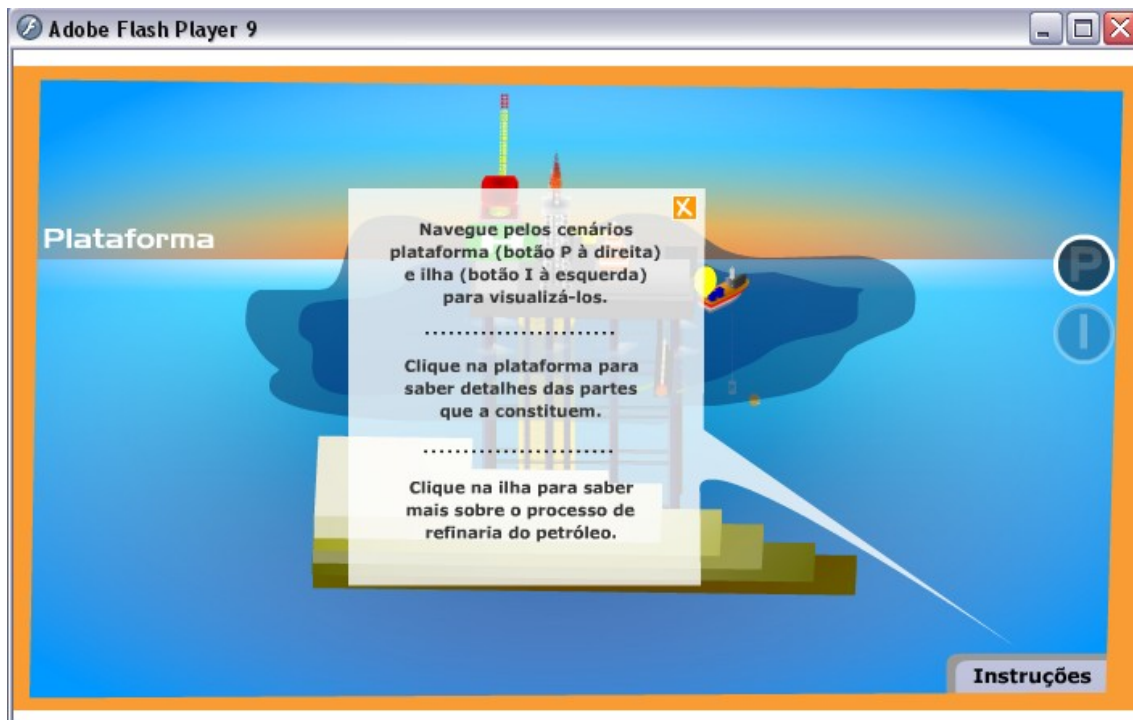 Adobe Flash Player 9
Plataforma
X
Navegue pelos cenários
plataforma (botão P à direita)
e ilha (botão I à esquerda)
para visualizá-los.
........................
Clique na plataforma para
saber detalhes das partes
que a constituem.
........................
Clique na ilha para saber
mais sobre o processo de
refinaria do petróleo.
P
I
Instruções